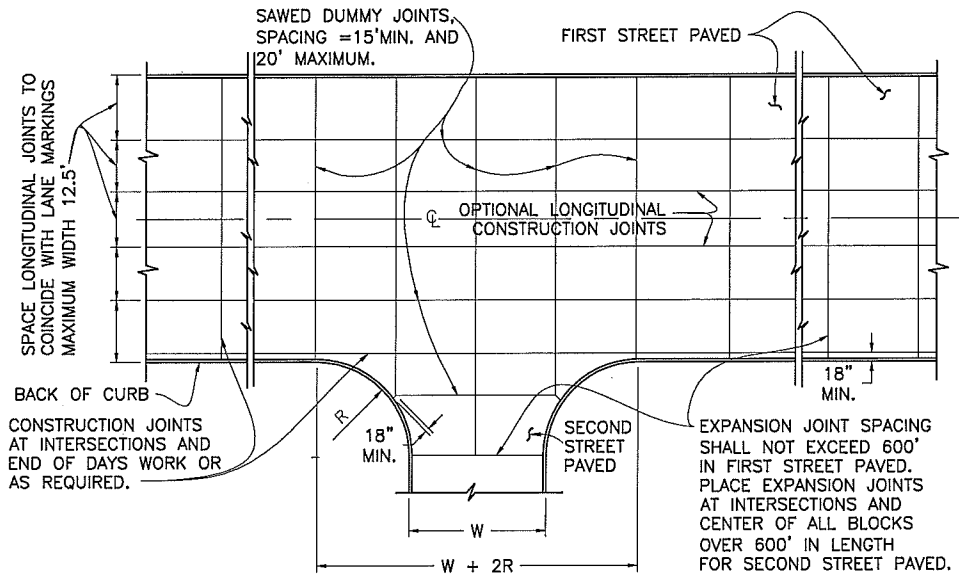 SAWED DUMMY JOINTS,
SPACING =15'MIN. AND
20' MAXIMUM.
FIRST STREET PAVED
SPACE LONGITUDINAL JOINTS TO
COINCIDE WITH LANE MARKINGS
MAXIMUM WIDTH 12.5'
℄
OPTIONAL LONGITUDINAL
CONSTRUCTION JOINTS
BACK OF CURB
CONSTRUCTION JOINTS
AT INTERSECTIONS AND
END OF DAYS WORK OR
AS REQUIRED.
R
18"
MIN.
SECOND
STREET
PAVED
18"
MIN.
EXPANSION JOINT SPACING
SHALL NOT EXCEED 600'
IN FIRST STREET PAVED.
PLACE EXPANSION JOINTS
AT INTERSECTIONS AND
CENTER OF ALL BLOCKS
OVER 600' IN LENGTH
FOR SECOND STREET PAVED.
W
W + 2R